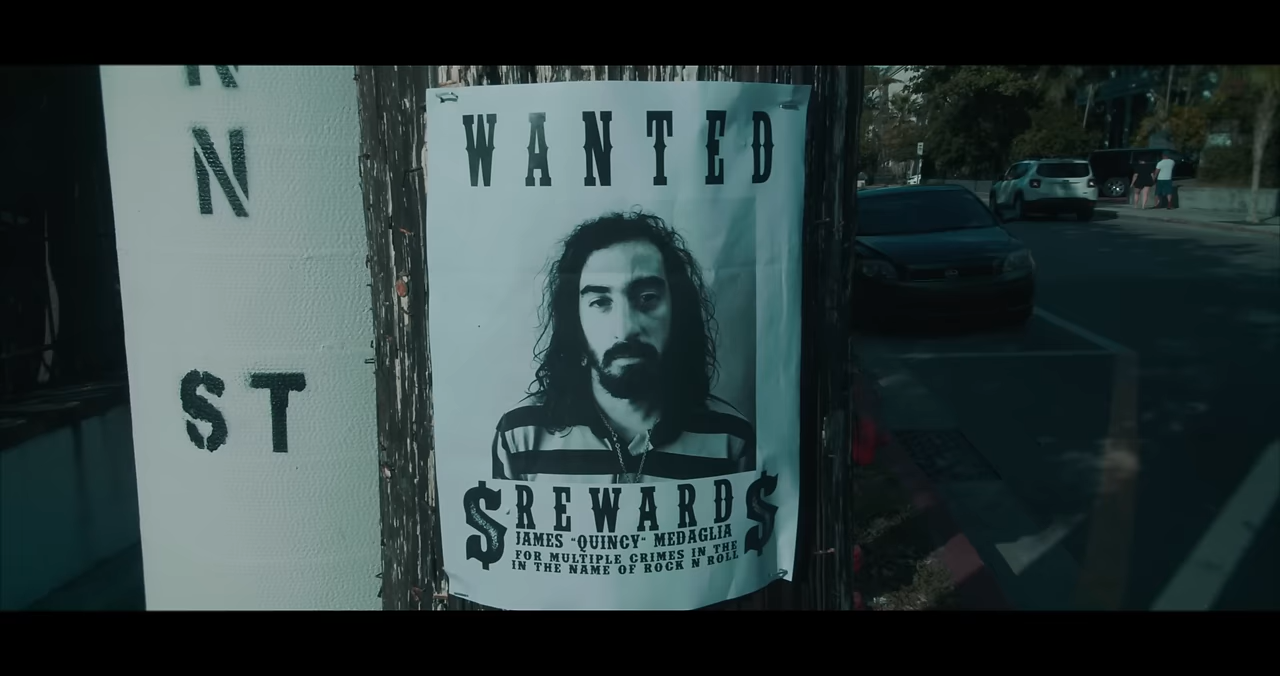 N
ST
WANTED
$REWARD$
JAMES "QUINCY" MEDAGLIA
FOR MULTIPLE CRIMES IN THE
IN THE NAME OF ROCK N ROLL